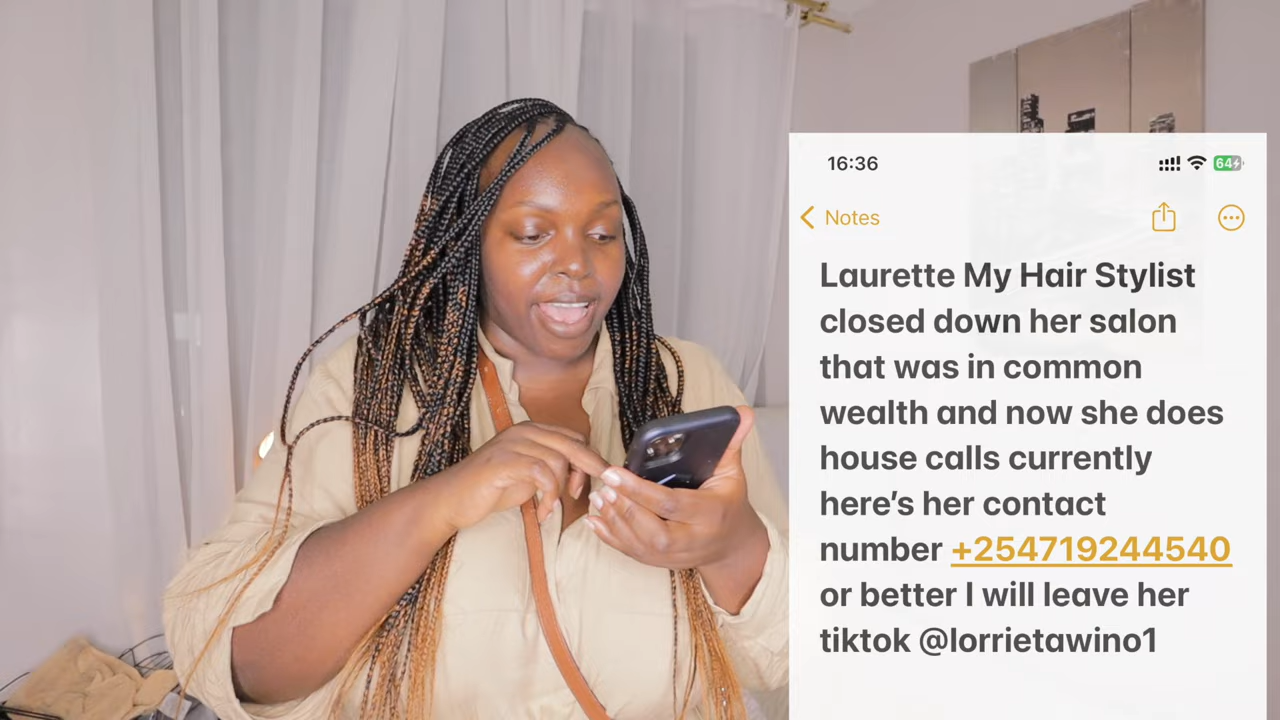 16:36
64
Notes
Laurette My Hair Stylist
closed down her salon
that was in common
wealth and now she does
house calls currently
here's her contact
number +254719244540
or better I will leave her
tiktok @lorrietawino1